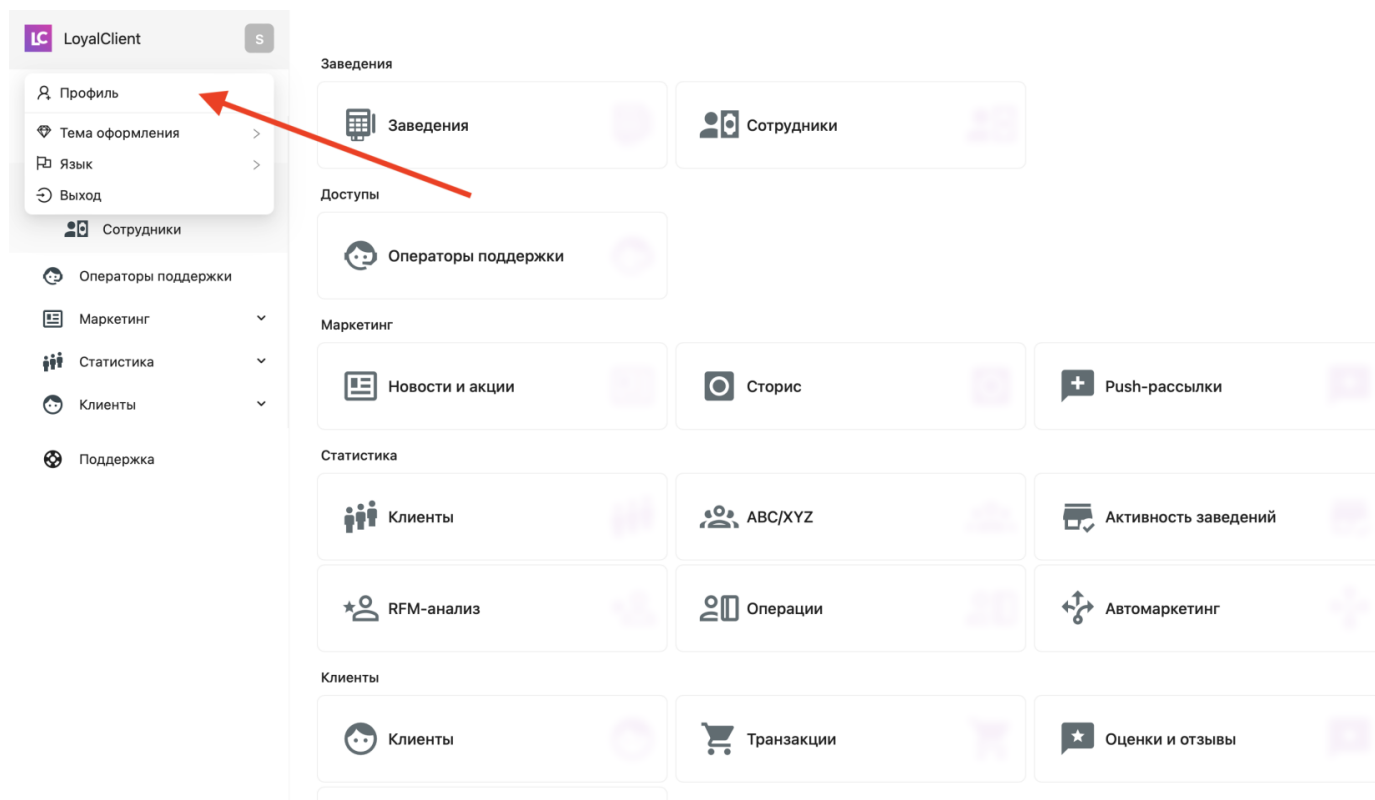 LC LoyalClient S
Профиль
Тема оформления
Язык
Выход
Сотрудники
Операторы поддержки
Маркетинг
Статистика
Клиенты
Поддержка
Заведения
Заведения
Сотрудники
Доступы
Операторы поддержки
Маркетинг
Новости и акции
Сторис
Push-рассылки
Статистика
Клиенты
ABC/XYZ
Активность заведений
RFM-анализ
Операции
Автомаркетинг
Клиенты
Клиенты
Транзакции
Оценки и отзывы